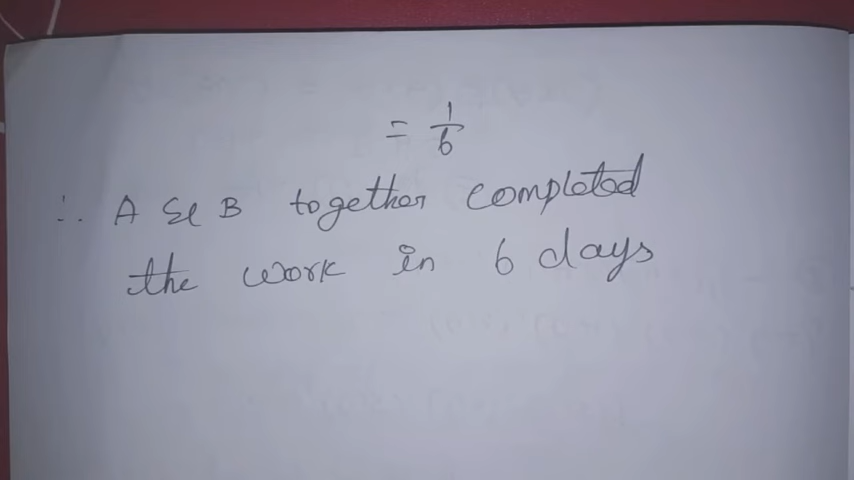 = 1/6
∴ A & B together completed
the work in 6 days